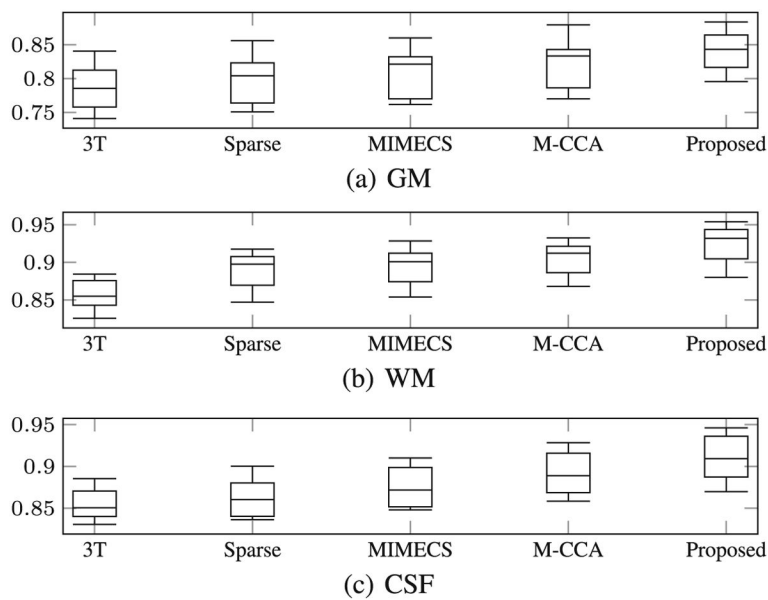 0.85
0.8
0.75
3T Sparse MIMECS M-CCA Proposed
(a) GM
0.95
0.9
0.85
3T Sparse MIMECS M-CCA Proposed
(b) WM
0.95
0.9
0.85
3T Sparse MIMECS M-CCA Proposed
(c) CSF